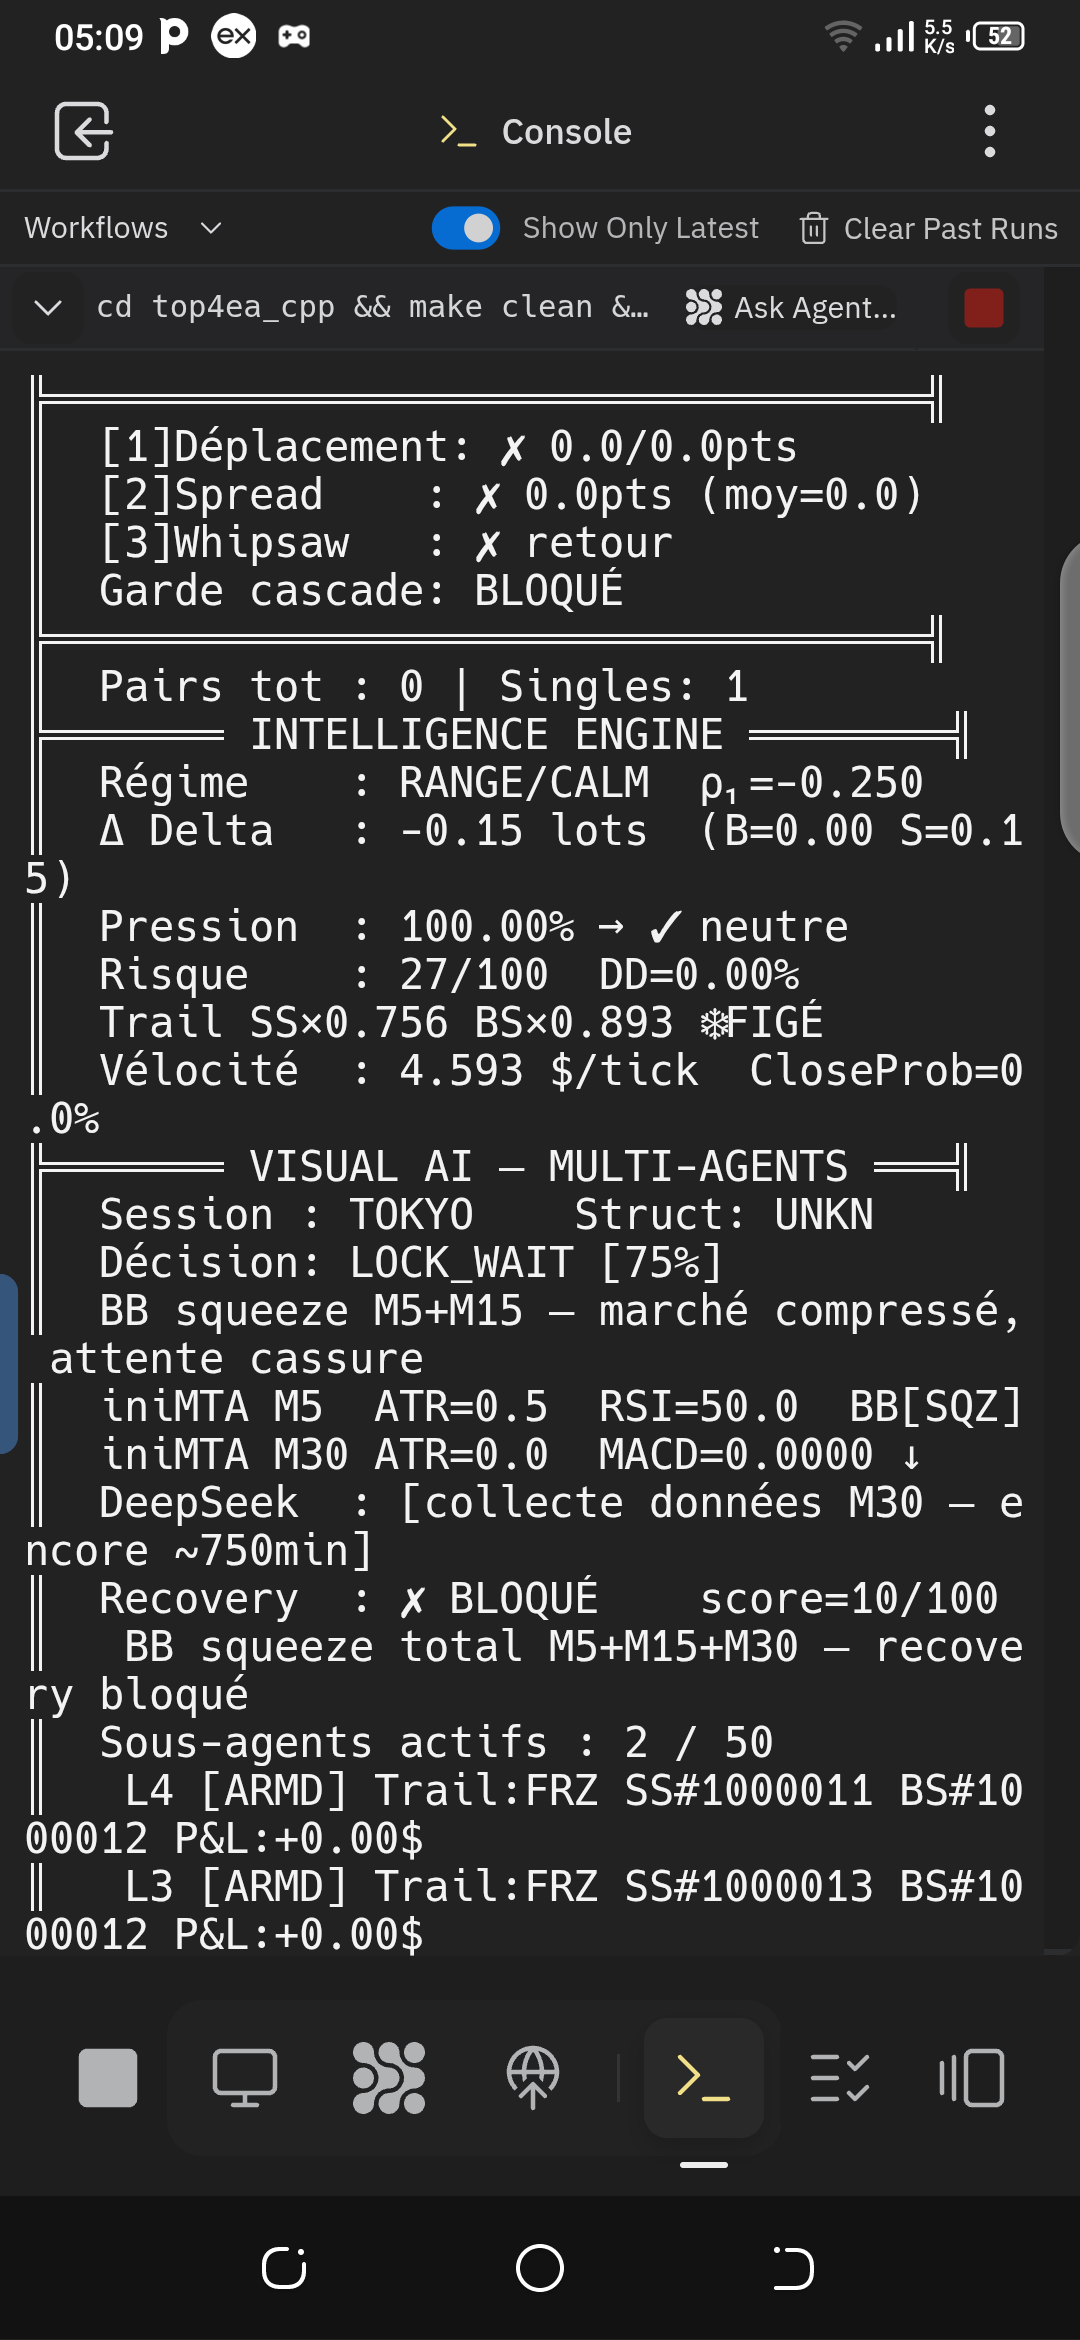 05:09
5.5 K/s
52
>_ Console
Workflows
Show Only Latest
Clear Past Runs
cd top4ea_cpp && make clean &…
Ask Agent...
[1]Déplacement: ✗ 0.0/0.0pts
[2]Spread    : ✗ 0.0pts (moy=0.0)
[3]Whipsaw   : ✗ retour
Garde cascade: BLOQUÉ
Pairs tot : 0 | Singles: 1
INTELLIGENCE ENGINE
Régime    : RANGE/CALM  ρ₁=-0.250
Δ Delta   : -0.15 lots  (B=0.00 S=0.1
5)
Pression  : 100.00% → ✓ neutre
Risque    : 27/100  DD=0.00%
Trail SS×0.756 BS×0.893 ❄FIGÉ
Vélocité  : 4.593 $/tick  CloseProb=0
.0%
VISUAL AI — MULTI-AGENTS
Session : TOKYO    Struct: UNKN
Décision: LOCK_WAIT [75%]
BB squeeze M5+M15 — marché compressé,
attente cassure
iniMTA M5  ATR=0.5  RSI=50.0  BB[SQZ]
iniMTA M30 ATR=0.0  MACD=0.0000 ↓
DeepSeek  : [collecte données M30 — e
ncore ~750min]
Recovery  : ✗ BLOQUÉ    score=10/100
BB squeeze total M5+M15+M30 — recove
ry bloqué
Sous-agents actifs : 2 / 50
L4 [ARMD] Trail:FRZ SS#1000011 BS#10
00012 P&L:+0.00$
L3 [ARMD] Trail:FRZ SS#1000013 BS#10
00012 P&L:+0.00$